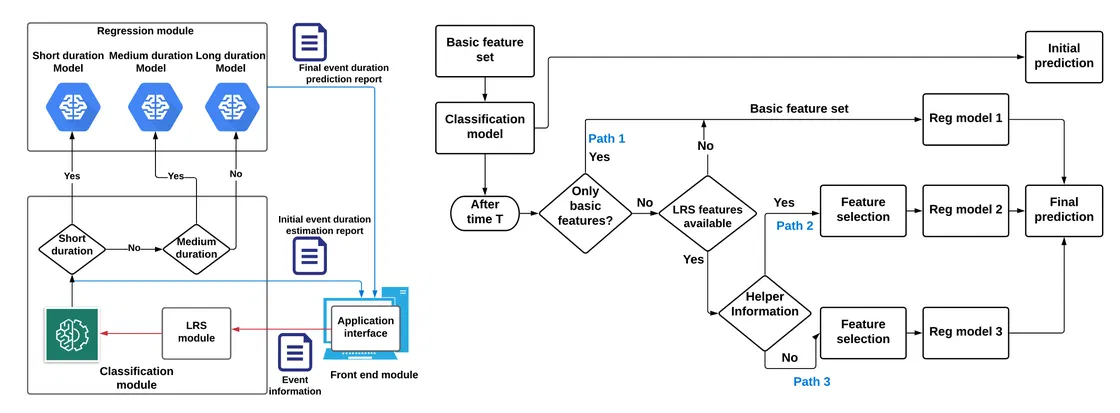 Regression module
Short duration
Model
Medium duration
Model
Long duration
Model
Final event duration
prediction report
Yes
Yes
No
Short
duration
No
Medium
duration
Initial event duration
estimation report
LRS
module
Application
interface
Classification
module
Event
information
Front end module
Basic feature
set
Initial
prediction
Classification
model
Basic feature set
Reg model 1
Path 1
Yes
No
After
time T
Only
basic
features?
No
LRS features
available
Yes
Path 2
Feature
selection
Reg model 2
Final
prediction
Yes
Helper
Information
No
Path 3
Feature
selection
Reg model 3